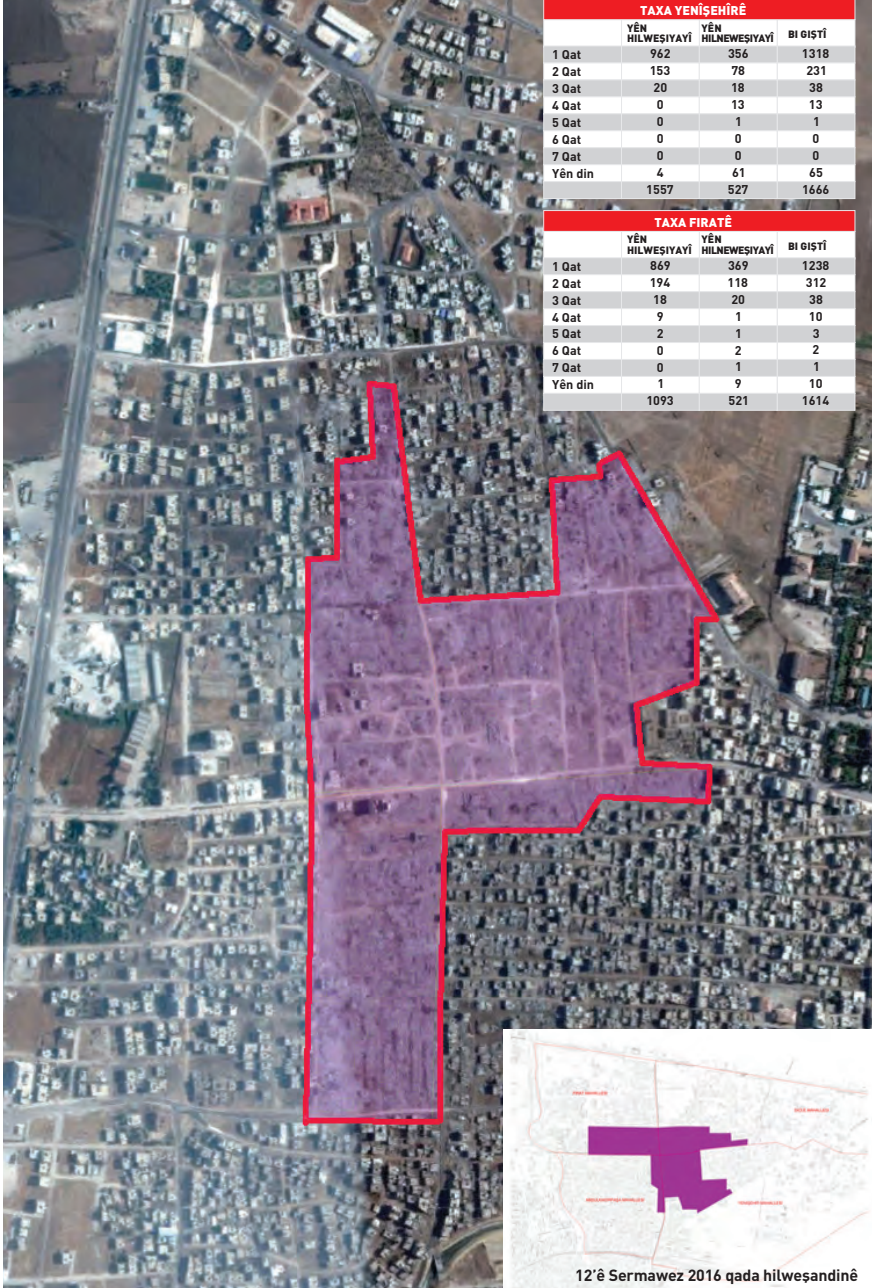 TAXA YENÎŞEHÎRÊ
YÊN HILWEŞIYAYÎ YÊN HILNEWEŞIYAYÎ BI GIŞTÎ
1 Qat 962 356 1318
2 Qat 153 78 231
3 Qat 20 18 38
4 Qat 0 13 13
5 Qat 0 1 1
6 Qat 0 0 0
7 Qat 0 0 0
Yên din 4 61 65
1557 527 1666
TAXA FIRATÊ
YÊN HILWEŞIYAYÎ YÊN HILNEWEŞIYAYÎ BI GIŞTÎ
1 Qat 869 369 1238
2 Qat 194 118 312
3 Qat 18 20 38
4 Qat 9 1 10
5 Qat 2 1 3
6 Qat 0 2 2
7 Qat 0 1 1
Yên din 1 9 10
1093 521 1614
12'ê Sermawez 2016 qada hilweşandinê